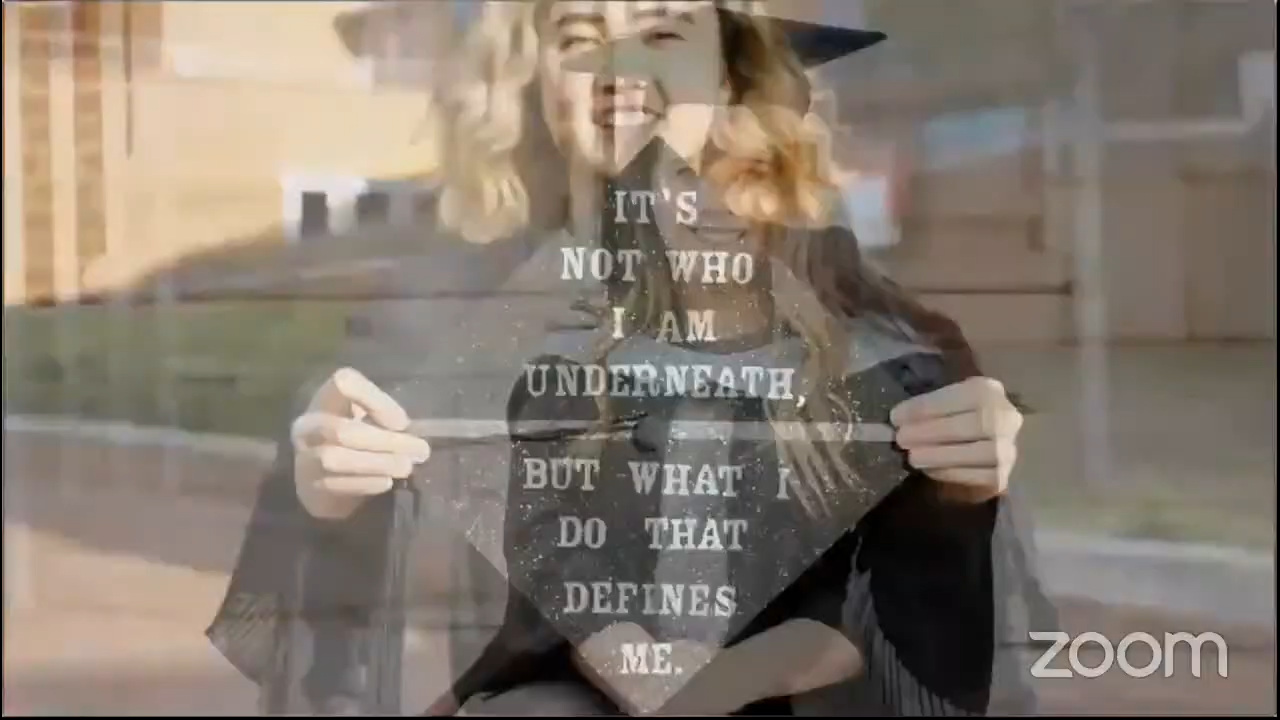 IT'S
NOT WHO
I AM
UNDERNEATH,
BUT WHAT I
DO THAT
DEFINES
ME.
zoom